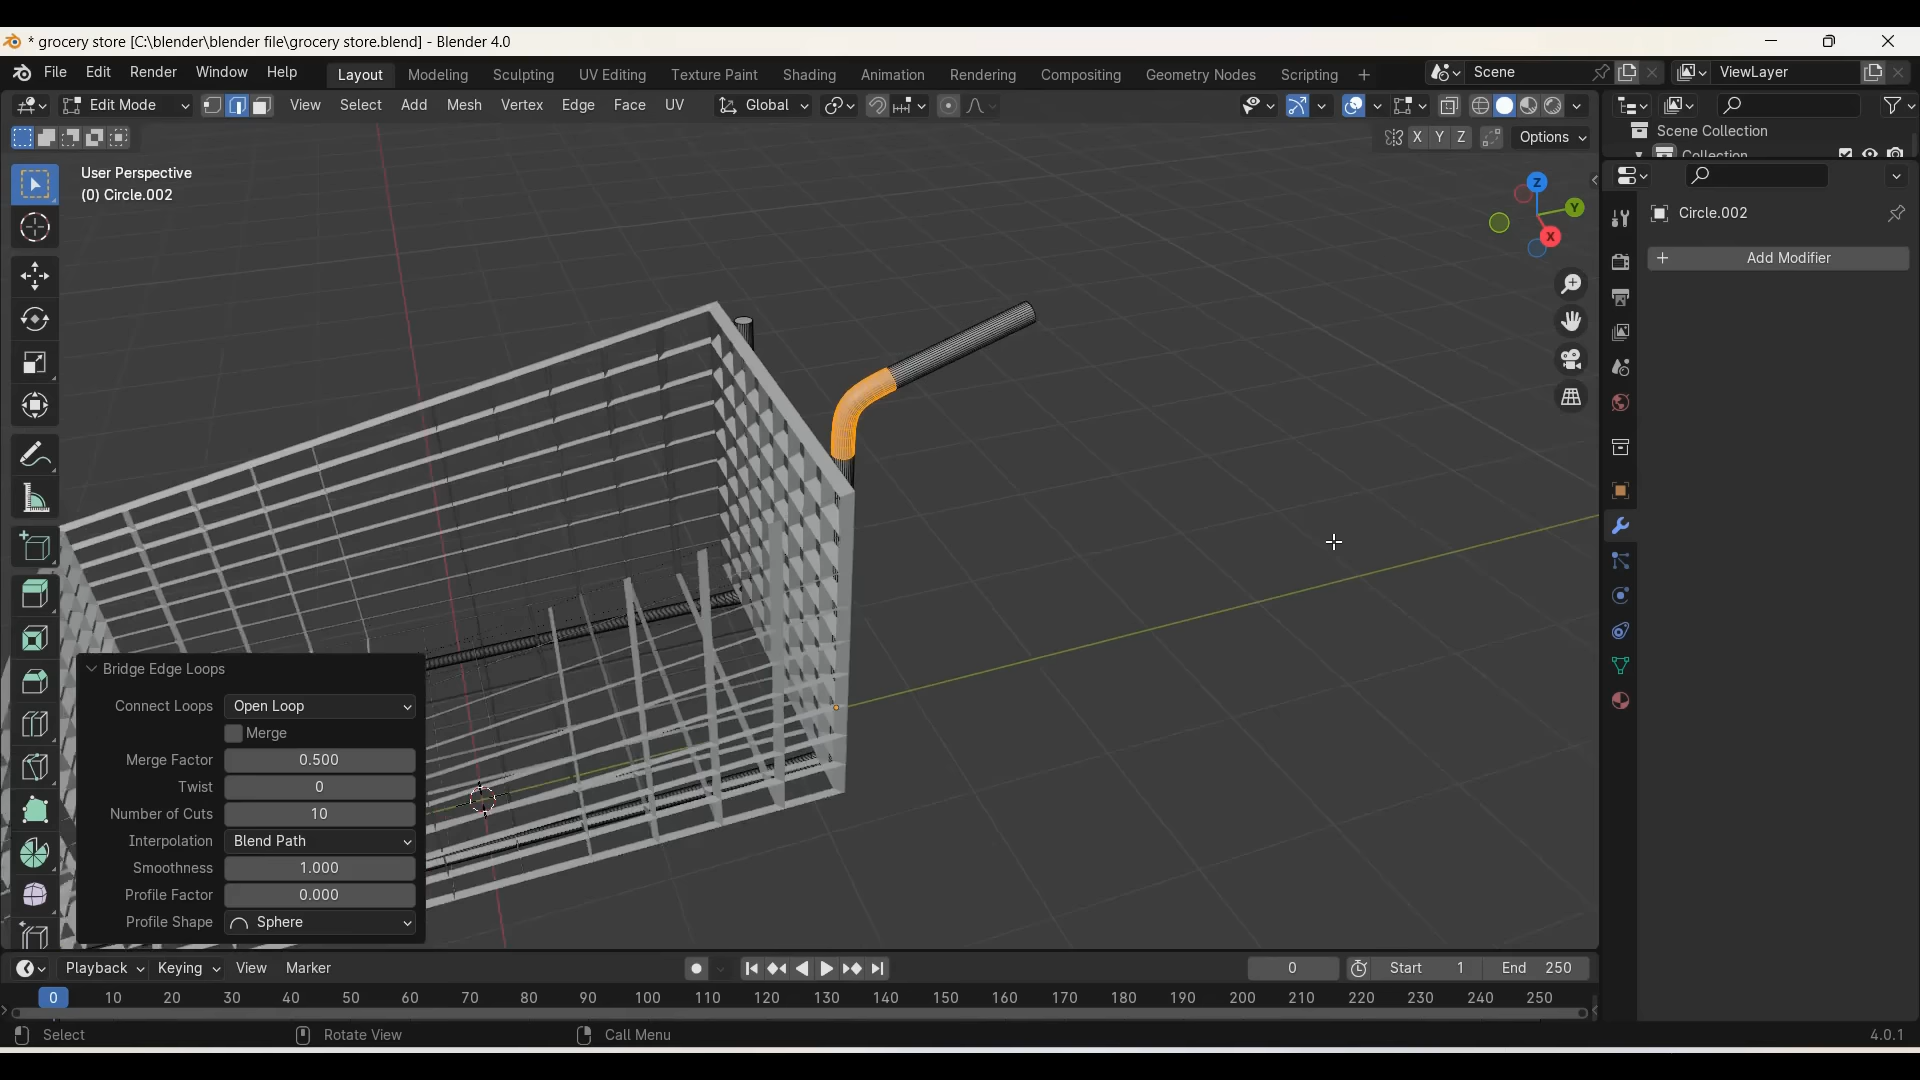 * grocery store [C:\blender\blender file\grocery store.blend] - Blender 4.0
File Edit Render Window Help Layout Modeling Sculpting UV Editing Texture Paint Shading Animation Rendering Compositing Geometry Nodes Scripting + Scene ViewLayer
Edit Mode View Select Add Mesh Vertex Edge Face UV Global
Scene Collection
X Y Z Options
Collection
User Perspective
(0) Circle.002
Z
Y
X
Circle.002
+ Add Modifier
Bridge Edge Loops
Connect Loops Open Loop
Merge
Merge Factor 0.500
Twist 0
Number of Cuts 10
Interpolation Blend Path
Smoothness 1.000
Profile Factor 0.000
Profile Shape Sphere
Playback Keying View Marker 0 Start 1 End 250
0 10 20 30 40 50 60 70 80 90 100 110 120 130 140 150 160 170 180 190 200 210 220 230 240 250
Select Rotate View Call Menu 4.0.1